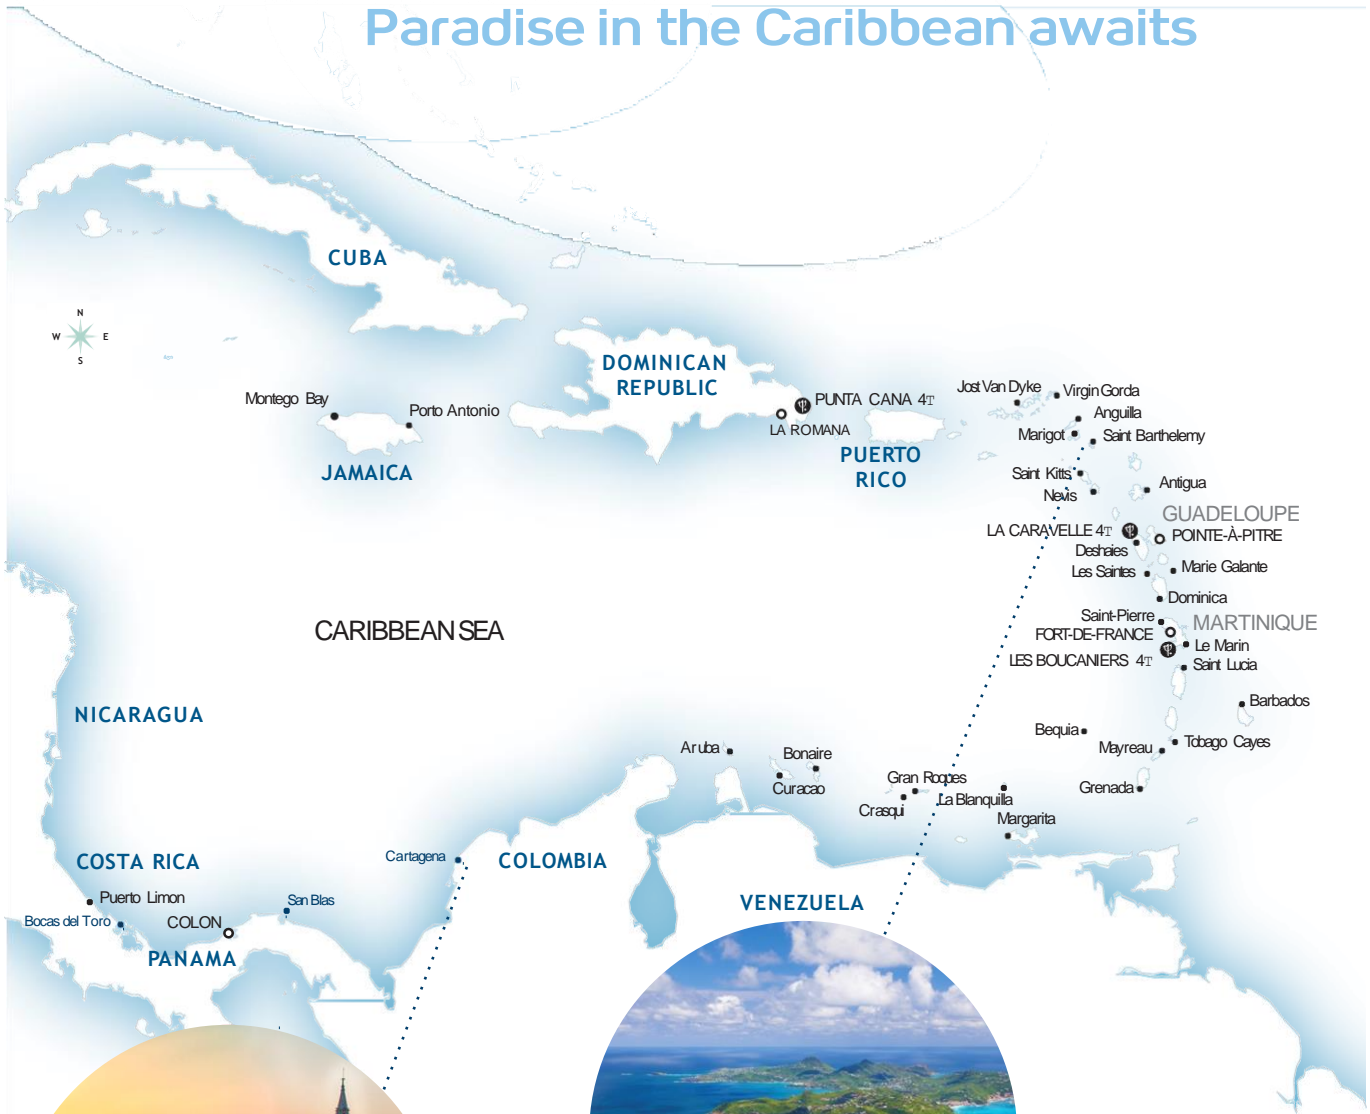 Paradise in the Caribbean awaits
CUBA
N
W
E
S
DOMINICAN
REPUBLIC
Montego Bay
Porto Antonio
JAMAICA
PUNTA CANA 4T
LA ROMANA
PUERTO
RICO
Jost Van Dyke
Virgin Gorda
Anguilla
Marigot
Saint Barthelemy
Saint Kitts
Nevis
Antigua
GUADELOUPE
LA CARAVELLE 4T
POINTE-À-PITRE
Deshaies
Les Saintes
Marie Galante
Dominica
Saint-Pierre
MARTINIQUE
FORT-DE-FRANCE
Le Marin
LES BOUCANIERS 4T
Saint Lucia
CARIBBEAN SEA
NICARAGUA
Barbados
Bequia
Mayreau
Tobago Cayes
Aruba
Bonaire
Curacao
Gran Roques
Crasqui
La Blanquilla
Margarita
Grenada
COSTA RICA
Cartagena
COLOMBIA
Puerto Limon
San Blas
Bocas del Toro
COLON
VENEZUELA
PANAMA